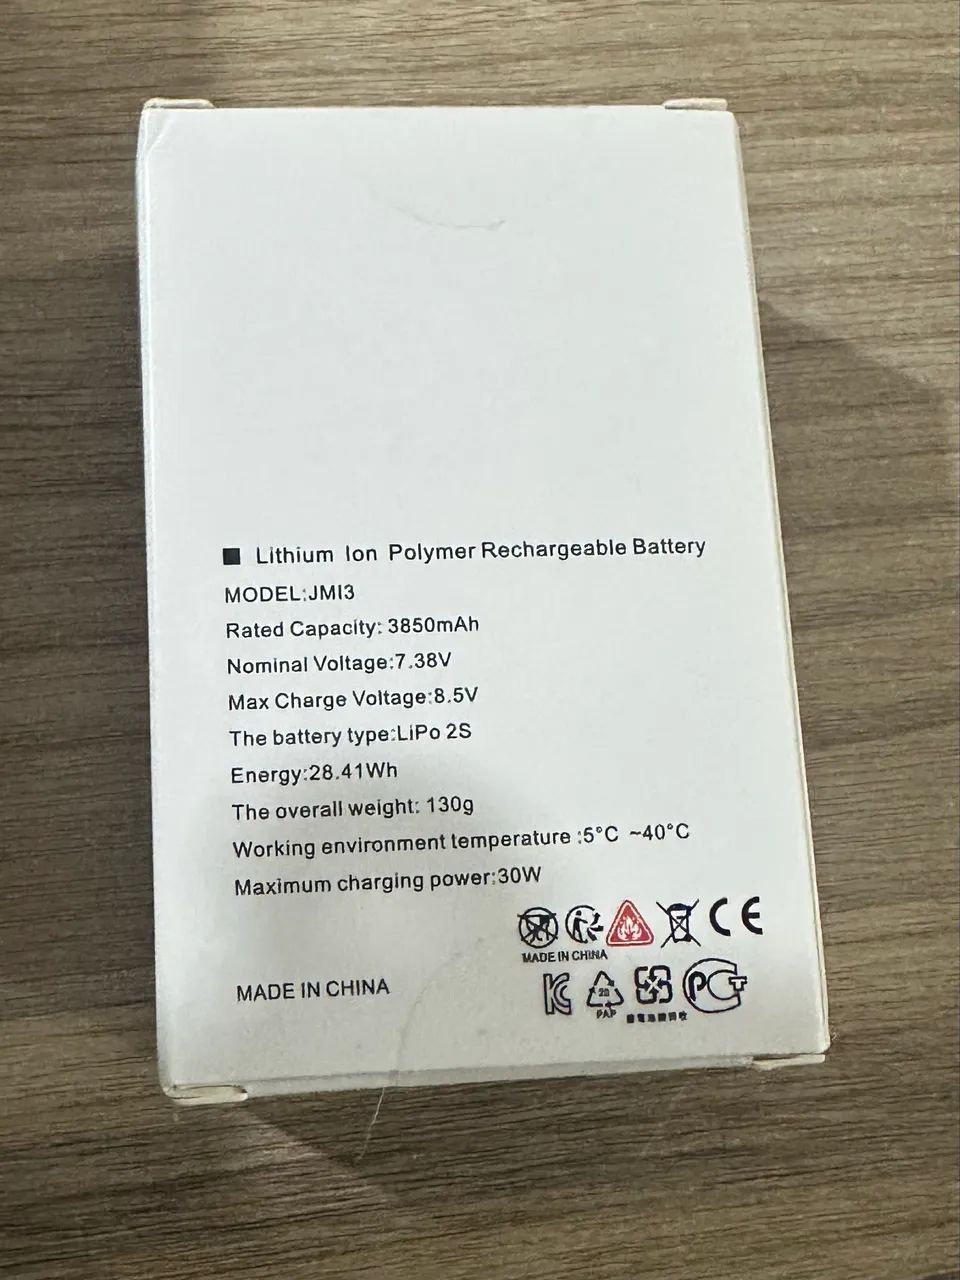 ■ Lithium Ion Polymer Rechargeable Battery
MODEL:JMI3
Rated Capacity: 3850mAh
Nominal Voltage:7.38V
Max Charge Voltage:8.5V
The battery type:LiPo 2S
Energy:28.41Wh
The overall weight: 130g
Working environment temperature :5°C ~40°C
Maximum charging power:30W
CE
MADE IN CHINA
MADE IN CHINA
20
PAP